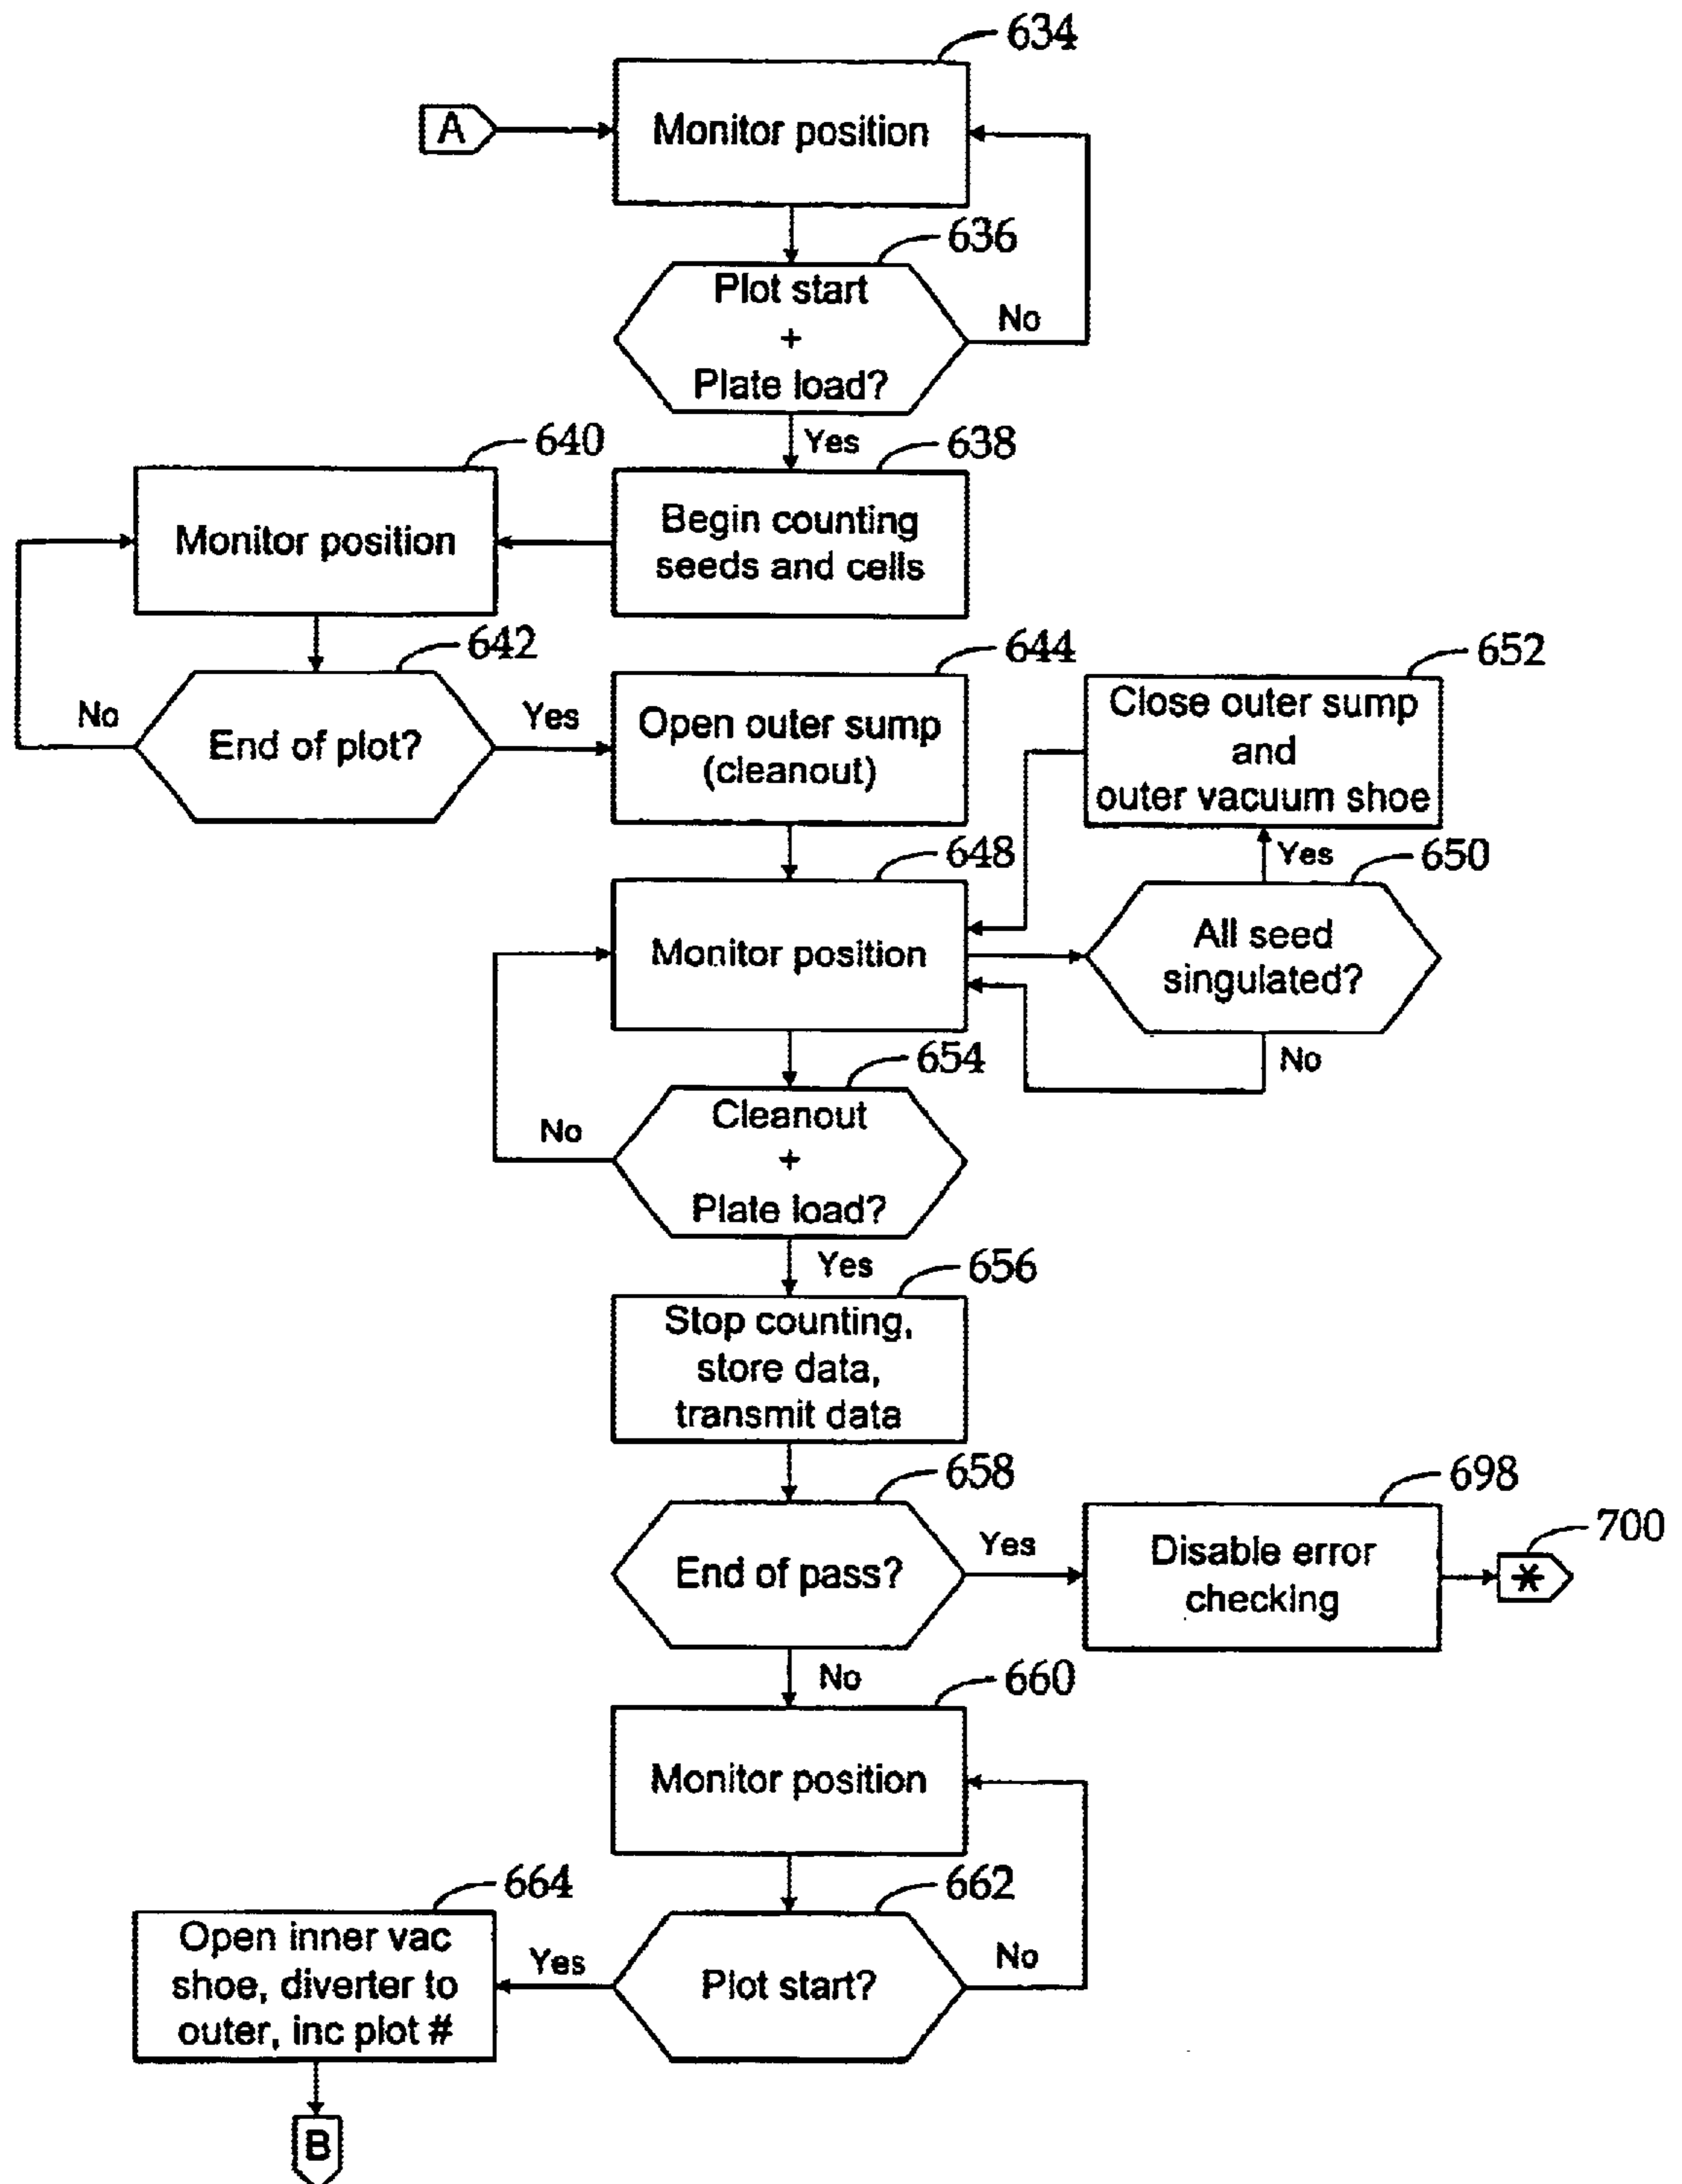 634
A
Monitor position
636
Plot start
+
Plate load?
No
Yes
638
640
Begin counting
seeds and cells
Monitor position
642
644
652
No
End of plot?
Yes
Open outer sump
(cleanout)
Close outer sump
and
outer vacuum shoe
648
Yes
650
Monitor position
All seed
singulated?
No
654
No
Cleanout
+
Plate load?
Yes
656
Stop counting,
store data,
transmit data
658
698
700
End of pass?
Yes
Disable error
checking
*
No
660
Monitor position
664
662
Open inner vac
shoe, diverter to
outer, inc plot #
Yes
Plot start?
No
B